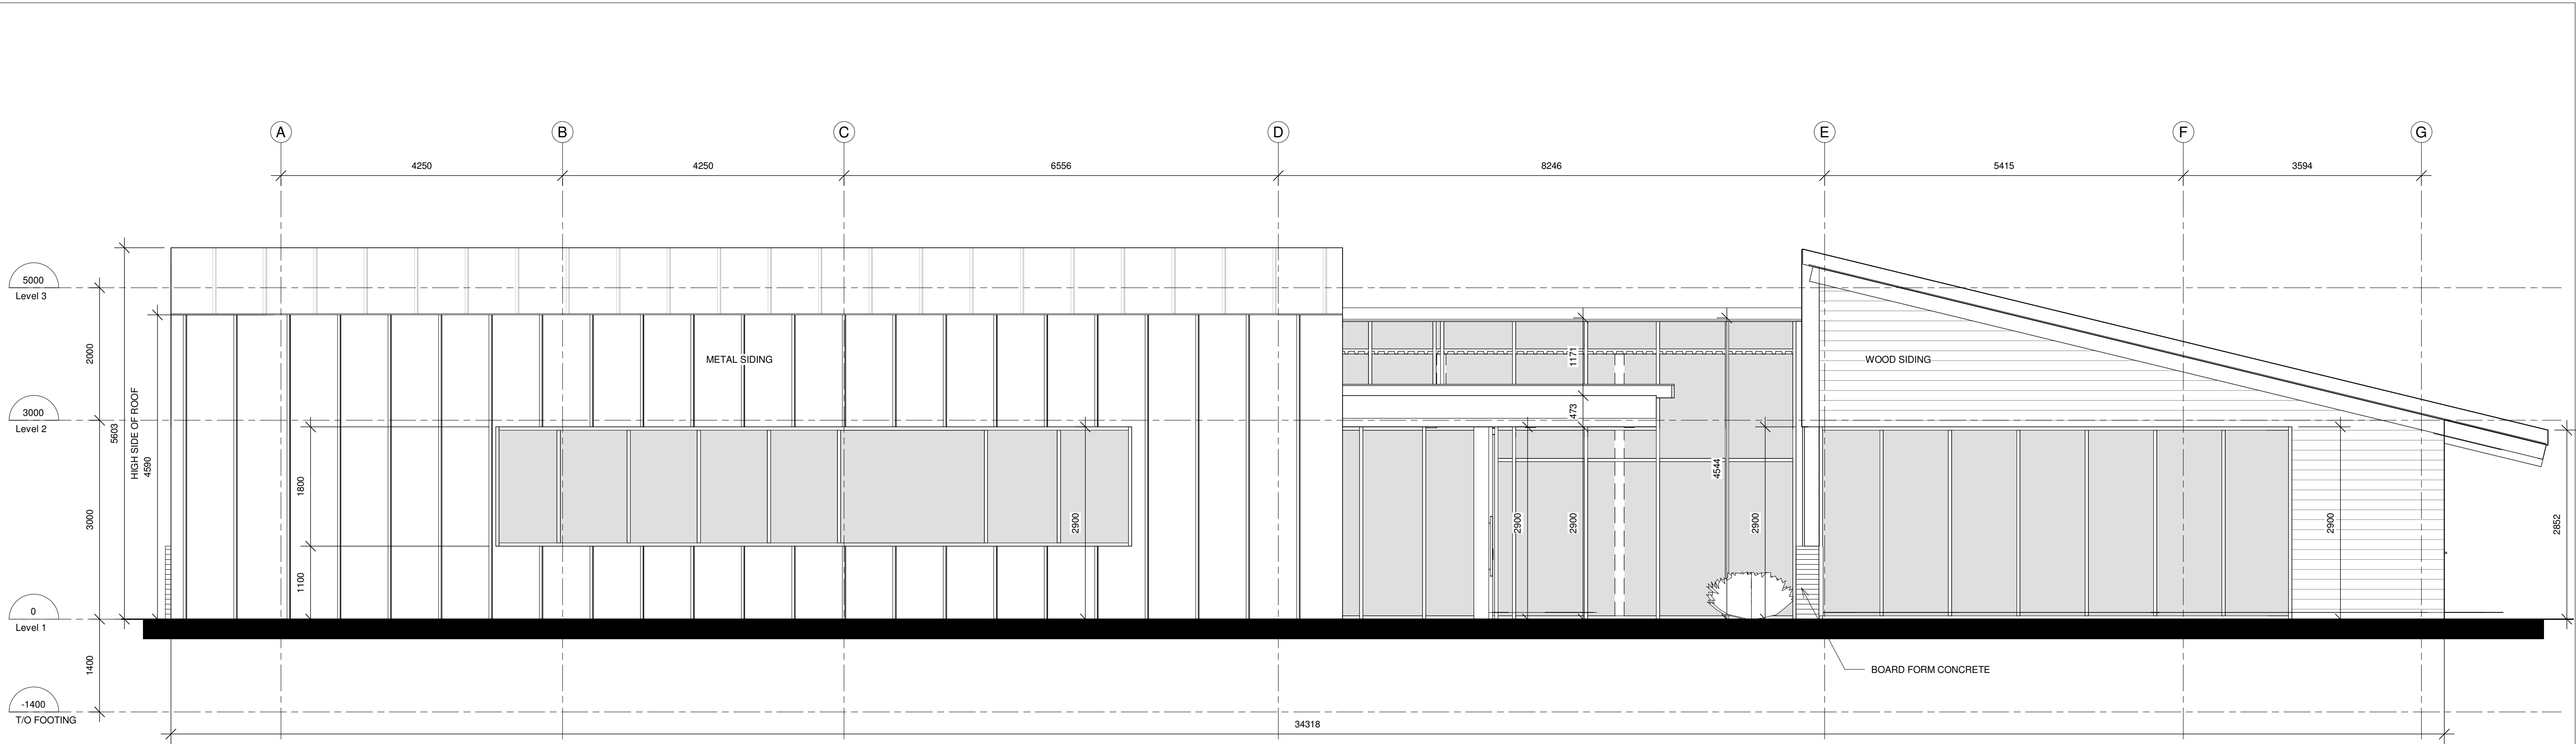 A
B
C
D
E
F
G
4250
4250
6556
8246
5415
3594
5000
Level 3
2000
3000
Level 2
5603
HIGH SIDE OF ROOF
4590
3000
0
Level 1
1400
-1400
T/O FOOTING
METAL SIDING
1800
1100
2900
1171
473
2900
2900
4544
2900
WOOD SIDING
2900
2852
BOARD FORM CONCRETE
34318